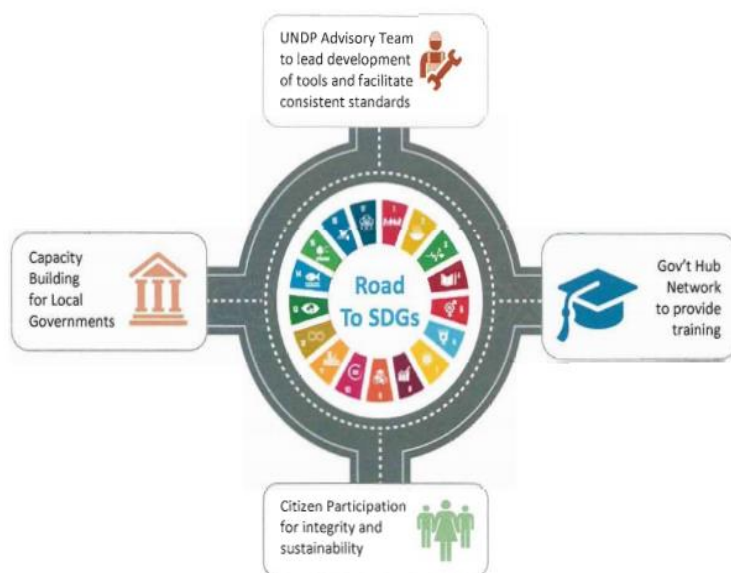 UNDP Advisory Team
to lead development
of tools and facilitate
consistent standards
Capacity
Building
for Local
Governments
Road
To SDGs
Gov't Hub
Network
to provide
training
Citizen Participation
for integrity and
sustainability